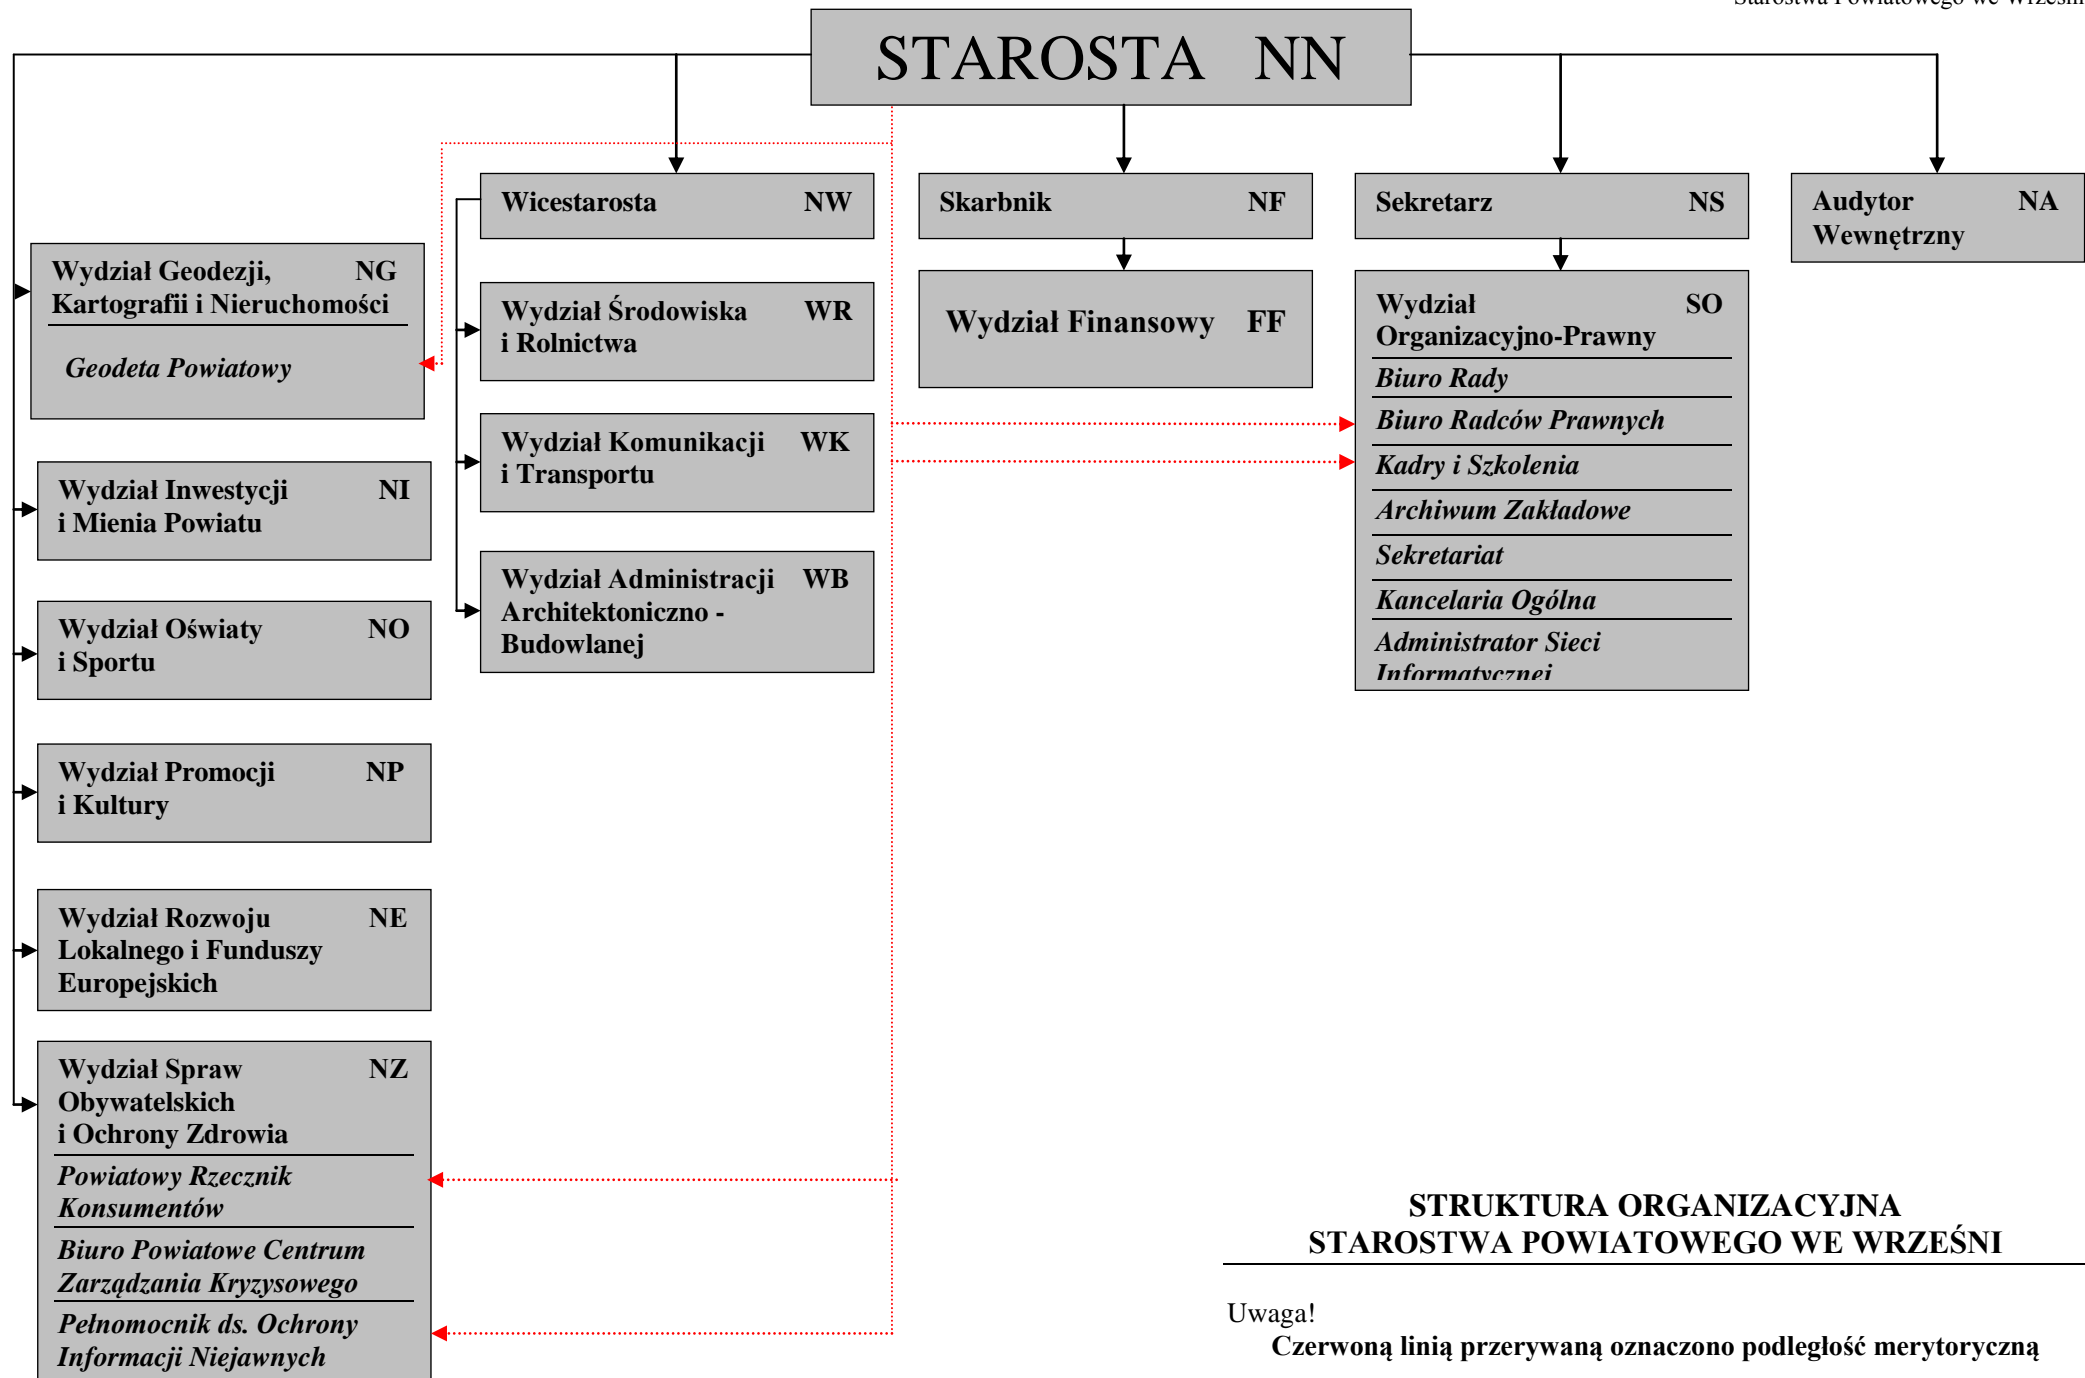 Starostwa Powiatowego we Wrześni
STAROSTA NN
Wicestarosta NW
Skarbnik NF
Sekretarz NS
Audytor NA
Wewnętrzny
Wydział Geodezji, NG
Kartografii i Nieruchomości
Geodeta Powiatowy
Wydział Inwestycji NI
i Mienia Powiatu
Wydział Oświaty NO
i Sportu
Wydział Promocji NP
i Kultury
Wydział Rozwoju NE
Lokalnego i Funduszy
Europejskich
Wydział Spraw NZ
Obywatelskich
i Ochrony Zdrowia
Powiatowy Rzecznik
Konsumentów
Biuro Powiatowe Centrum
Zarządzania Kryzysowego
Pełnomocnik ds. Ochrony
Informacji Niejawnych
Wydział Środowiska WR
i Rolnictwa
Wydział Komunikacji WK
i Transportu
Wydział Administracji WB
Architektoniczno -
Budowlanej
Wydział Finansowy FF
Wydział SO
Organizacyjno-Prawny
Biuro Rady
Biuro Radców Prawnych
Kadry i Szkolenia
Archiwum Zakładowe
Sekretariat
Kancelaria Ogólna
Administrator Sieci
Informatycznej
STRUKTURA ORGANIZACYJNA
STAROSTWA POWIATOWEGO WE WRZEŚNI
Uwaga!
Czerwoną linią przerywaną oznaczono podległość merytoryczną